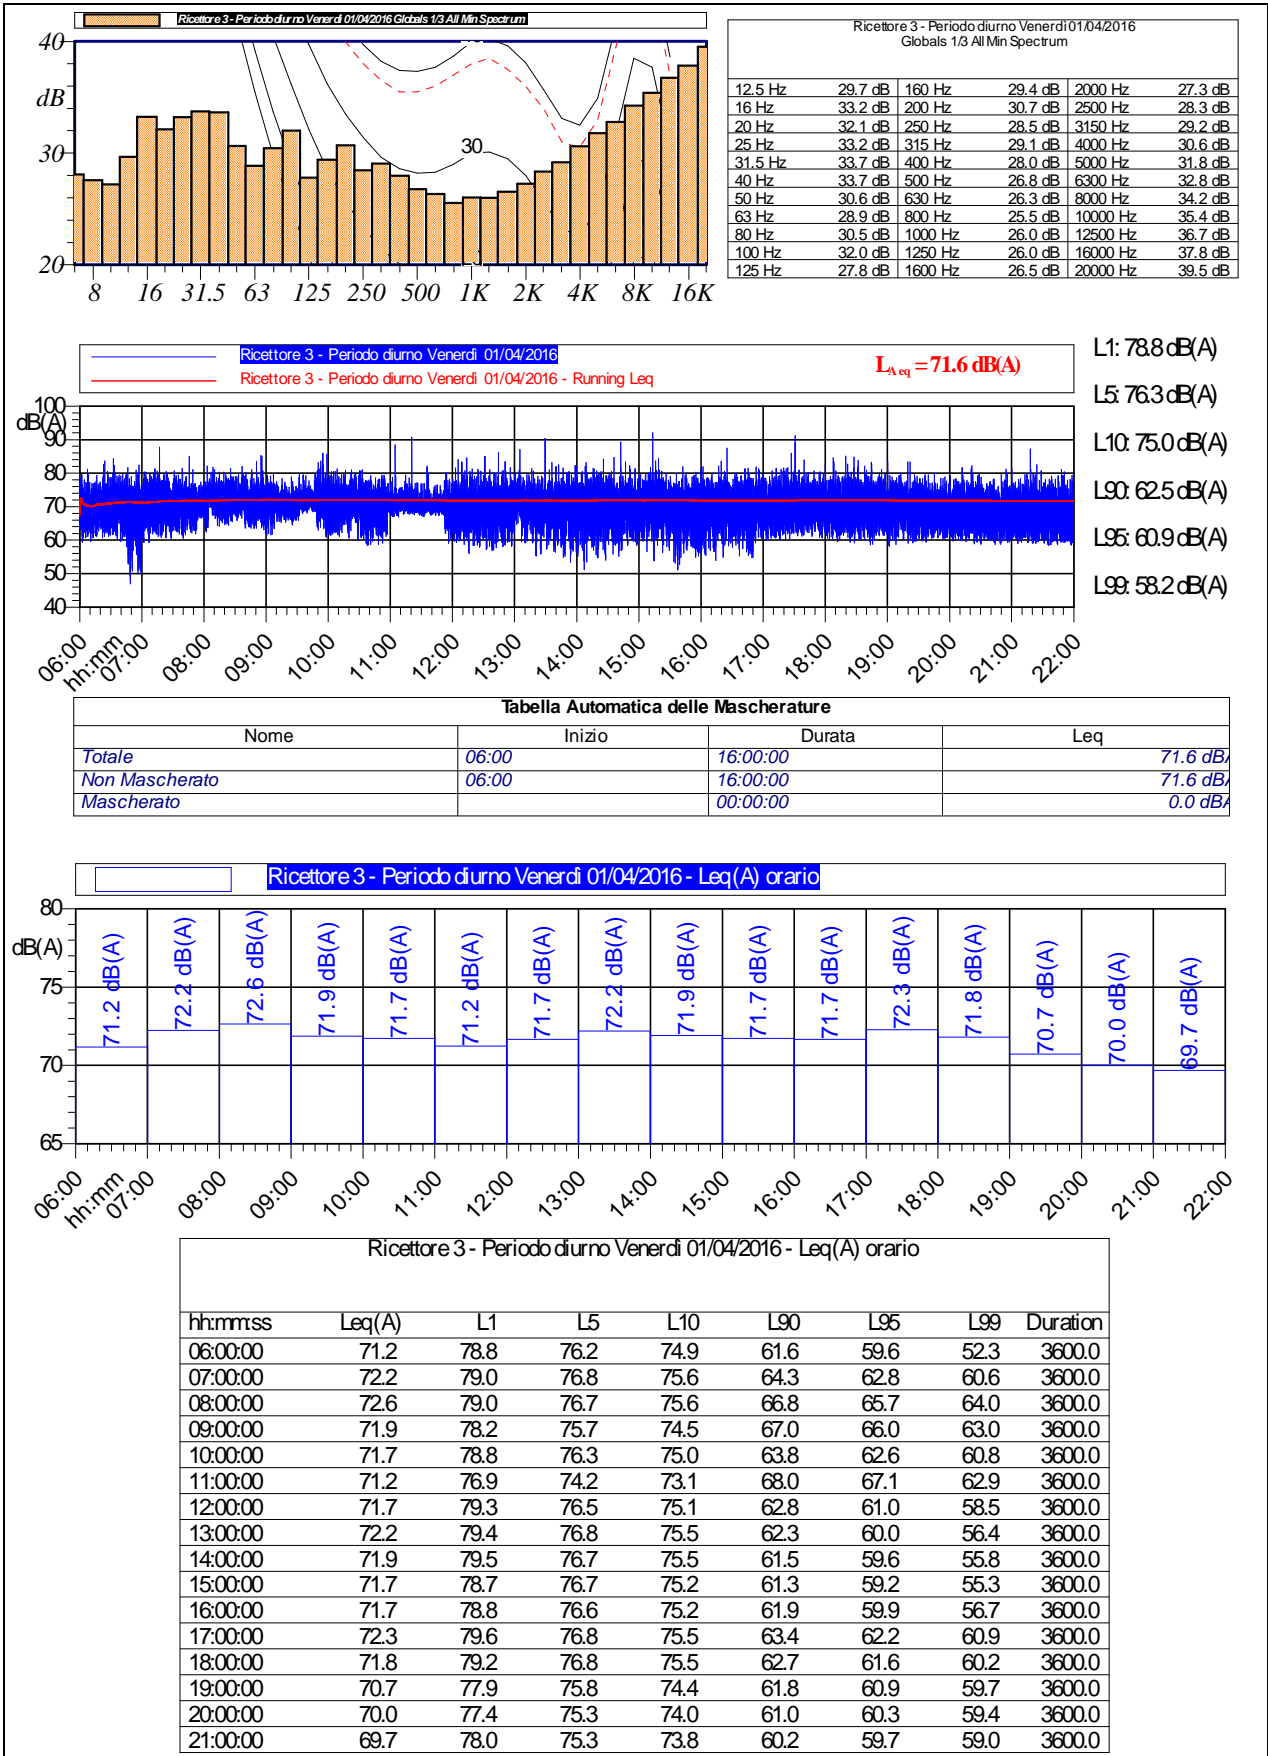 Ricettore 3 - Periodo diurno Venerdì 01/04/2016 Globals 1/3 All Min Spectrum
40
dB
30
20
30
8 16 31.5 63 125 250 500 1K 2K 4K 8K 16K
Ricettore 3 - Periodo diurno Venerdì 01/04/2016
Globals 1/3 All Min Spectrum
12.5 Hz 29.7 dB 160 Hz 29.4 dB 2000 Hz 27.3 dB
16 Hz 33.2 dB 200 Hz 30.7 dB 2500 Hz 28.3 dB
20 Hz 32.1 dB 250 Hz 28.5 dB 3150 Hz 29.2 dB
25 Hz 33.2 dB 315 Hz 29.1 dB 4000 Hz 30.6 dB
31.5 Hz 33.7 dB 400 Hz 28.0 dB 5000 Hz 31.8 dB
40 Hz 33.7 dB 500 Hz 26.8 dB 6300 Hz 32.8 dB
50 Hz 30.6 dB 630 Hz 26.3 dB 8000 Hz 34.2 dB
63 Hz 28.9 dB 800 Hz 25.5 dB 10000 Hz 35.4 dB
80 Hz 30.5 dB 1000 Hz 26.0 dB 12500 Hz 36.7 dB
100 Hz 32.0 dB 1250 Hz 26.0 dB 16000 Hz 37.8 dB
125 Hz 27.8 dB 1600 Hz 26.5 dB 20000 Hz 39.5 dB
Ricettore 3 - Periodo diurno Venerdì 01/04/2016
Ricettore 3 - Periodo diurno Venerdì 01/04/2016 - Running Leq
LA eq = 71.6 dB(A)
100
dB(A)
90
80
70
60
50
40
06:00 hh:mm 07:00 08:00 09:00 10:00 11:00 12:00 13:00 14:00 15:00 16:00 17:00 18:00 19:00 20:00 21:00 22:00
L1: 78.8 dB(A)
L5: 76.3 dB(A)
L10: 75.0 dB(A)
L90: 62.5 dB(A)
L95: 60.9 dB(A)
L99: 58.2 dB(A)
Tabella Automatica delle Mascherature
Nome Inizio Durata Leq
Totale 06:00 16:00:00 71.6 dBA
Non Mascherato 06:00 16:00:00 71.6 dBA
Mascherato 00:00:00 0.0 dBA
Ricettore 3 - Periodo diurno Venerdì 01/04/2016 - Leq(A) orario
80
dB(A)
75
70
65
71.2 dB(A) 72.2 dB(A) 72.6 dB(A) 71.9 dB(A) 71.7 dB(A) 71.2 dB(A) 71.7 dB(A) 72.2 dB(A) 71.9 dB(A) 71.7 dB(A) 71.7 dB(A) 72.3 dB(A) 71.8 dB(A) 70.7 dB(A) 70.0 dB(A) 69.7 dB(A)
06:00 hh:mm 07:00 08:00 09:00 10:00 11:00 12:00 13:00 14:00 15:00 16:00 17:00 18:00 19:00 20:00 21:00 22:00
Ricettore 3 - Periodo diurno Venerdì 01/04/2016 - Leq(A) orario
hh:mm:ss Leq(A) L1 L5 L10 L90 L95 L99 Duration
06:00:00 71.2 78.8 76.2 74.9 61.6 59.6 52.3 3600.0
07:00:00 72.2 79.0 76.8 75.6 64.3 62.8 60.6 3600.0
08:00:00 72.6 79.0 76.7 75.6 66.8 65.7 64.0 3600.0
09:00:00 71.9 78.2 75.7 74.5 67.0 66.0 63.0 3600.0
10:00:00 71.7 78.8 76.3 75.0 63.8 62.6 60.8 3600.0
11:00:00 71.2 76.9 74.2 73.1 68.0 67.1 62.9 3600.0
12:00:00 71.7 79.3 76.5 75.1 62.8 61.0 58.5 3600.0
13:00:00 72.2 79.4 76.8 75.5 62.3 60.0 56.4 3600.0
14:00:00 71.9 79.5 76.7 75.5 61.5 59.6 55.8 3600.0
15:00:00 71.7 78.7 76.7 75.2 61.3 59.2 55.3 3600.0
16:00:00 71.7 78.8 76.6 75.2 61.9 59.9 56.7 3600.0
17:00:00 72.3 79.6 76.8 75.5 63.4 62.2 60.9 3600.0
18:00:00 71.8 79.2 76.8 75.5 62.7 61.6 60.2 3600.0
19:00:00 70.7 77.9 75.8 74.4 61.8 60.9 59.7 3600.0
20:00:00 70.0 77.4 75.3 74.0 61.0 60.3 59.4 3600.0
21:00:00 69.7 78.0 75.3 73.8 60.2 59.7 59.0 3600.0